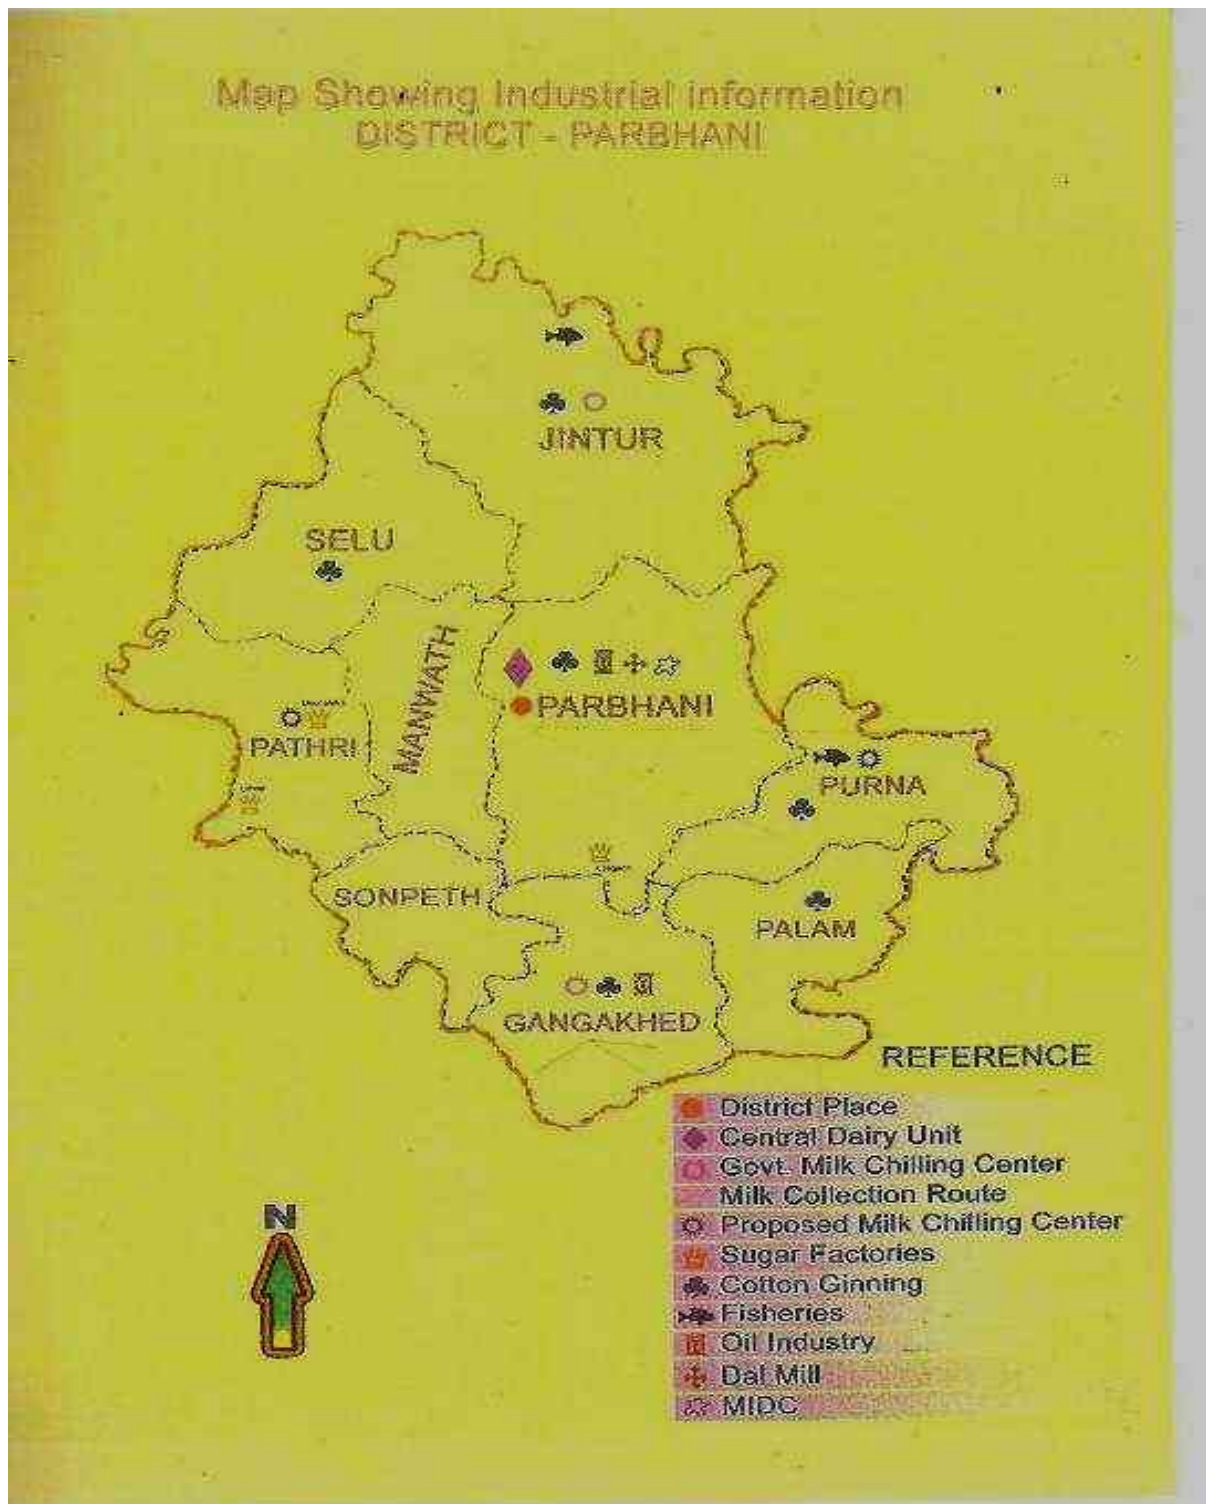 Map Showing Industrial Information
DISTRICT - PARBHANI
JINTUR
SELU
MANWATH
PARBHANI
PATHRI
PURNA
SONPETH
PALAM
GANGAKHED
REFERENCE
District Place
Central Dairy Unit
Govt. Milk Chilling Center
Milk Collection Route
Proposed Milk Chilling Center
Sugar Factories
Cotton Ginning
Fisheries
Oil Industry
Dal Mill
MIDC
N